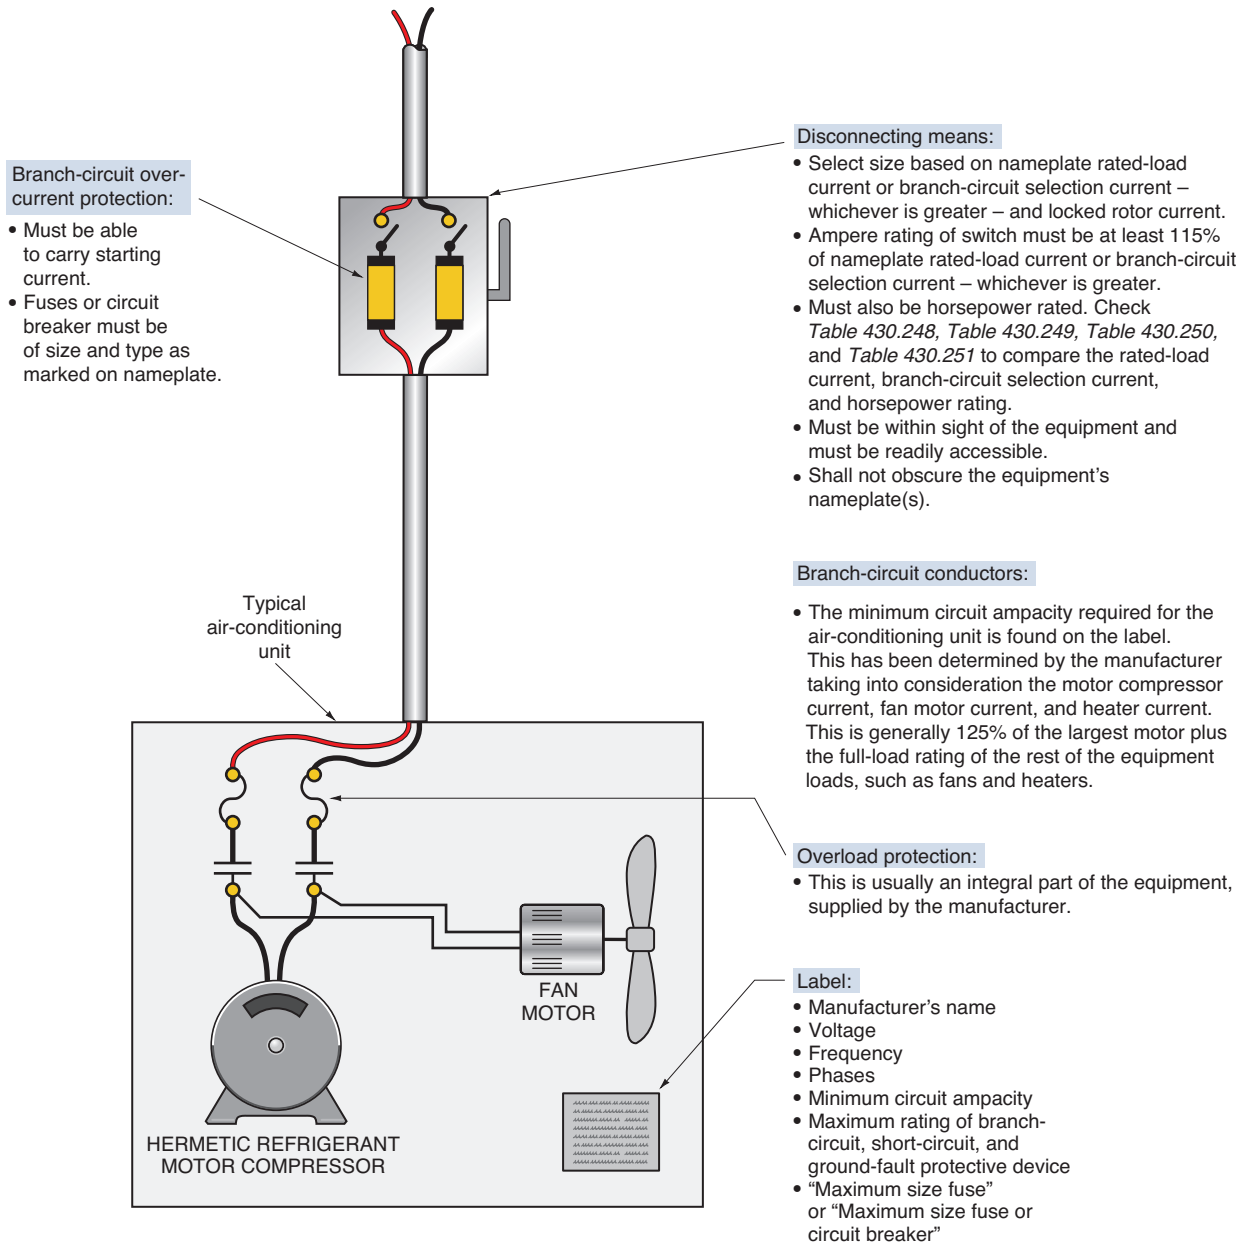 Branch-circuit over-
current protection:
• Must be able
to carry starting
current.
• Fuses or circuit
breaker must be
of size and type as
marked on nameplate.
Disconnecting means:
• Select size based on nameplate rated-load
current or branch-circuit selection current –
whichever is greater – and locked rotor current.
• Ampere rating of switch must be at least 115%
of nameplate rated-load current or branch-circuit
selection current – whichever is greater.
• Must also be horsepower rated. Check
Table 430.248, Table 430.249, Table 430.250,
and Table 430.251 to compare the rated-load
current, branch-circuit selection current,
and horsepower rating.
• Must be within sight of the equipment and
must be readily accessible.
• Shall not obscure the equipment’s
nameplate(s).
Branch-circuit conductors:
• The minimum circuit ampacity required for the
air-conditioning unit is found on the label.
This has been determined by the manufacturer
taking into consideration the motor compressor
current, fan motor current, and heater current.
This is generally 125% of the largest motor plus
the full-load rating of the rest of the equipment
loads, such as fans and heaters.
Typical
air-conditioning
unit
Overload protection:
• This is usually an integral part of the equipment,
supplied by the manufacturer.
FAN
MOTOR
HERMETIC REFRIGERANT
MOTOR COMPRESSOR
Label:
• Manufacturer’s name
• Voltage
• Frequency
• Phases
• Minimum circuit ampacity
• Maximum rating of branch-
circuit, short-circuit, and
ground-fault protective device
• “Maximum size fuse”
or “Maximum size fuse or
circuit breaker”